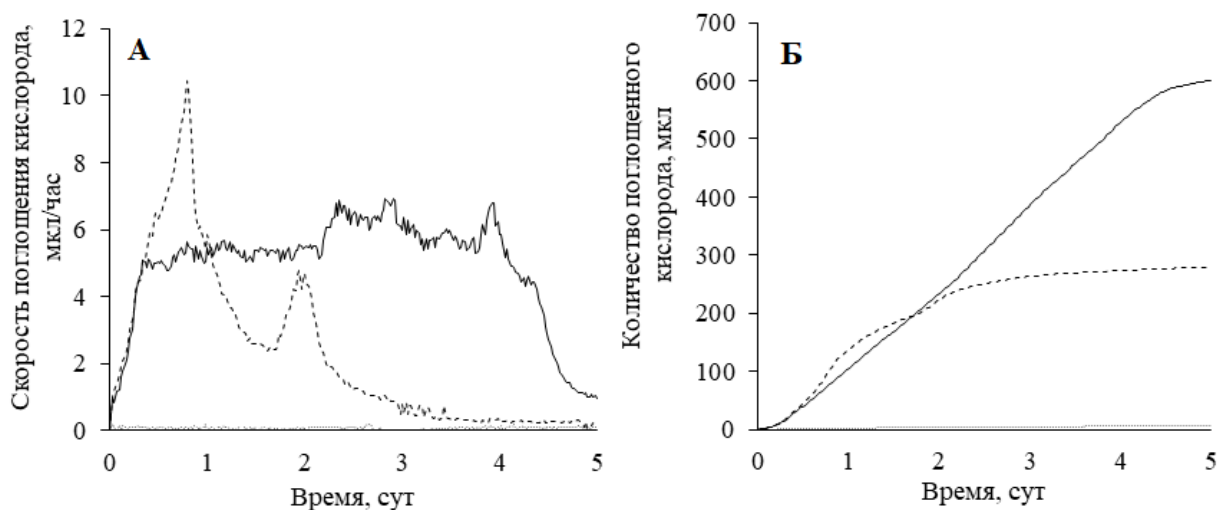 А
Скорость поглощения кислорода,
мкл/час
12
10
8
6
4
2
0
0 1 2 3 4 5
Время, сут
Б
Количество поглощенного
кислорода, мкл
700
600
500
400
300
200
100
0
0 1 2 3 4 5
Время, сут